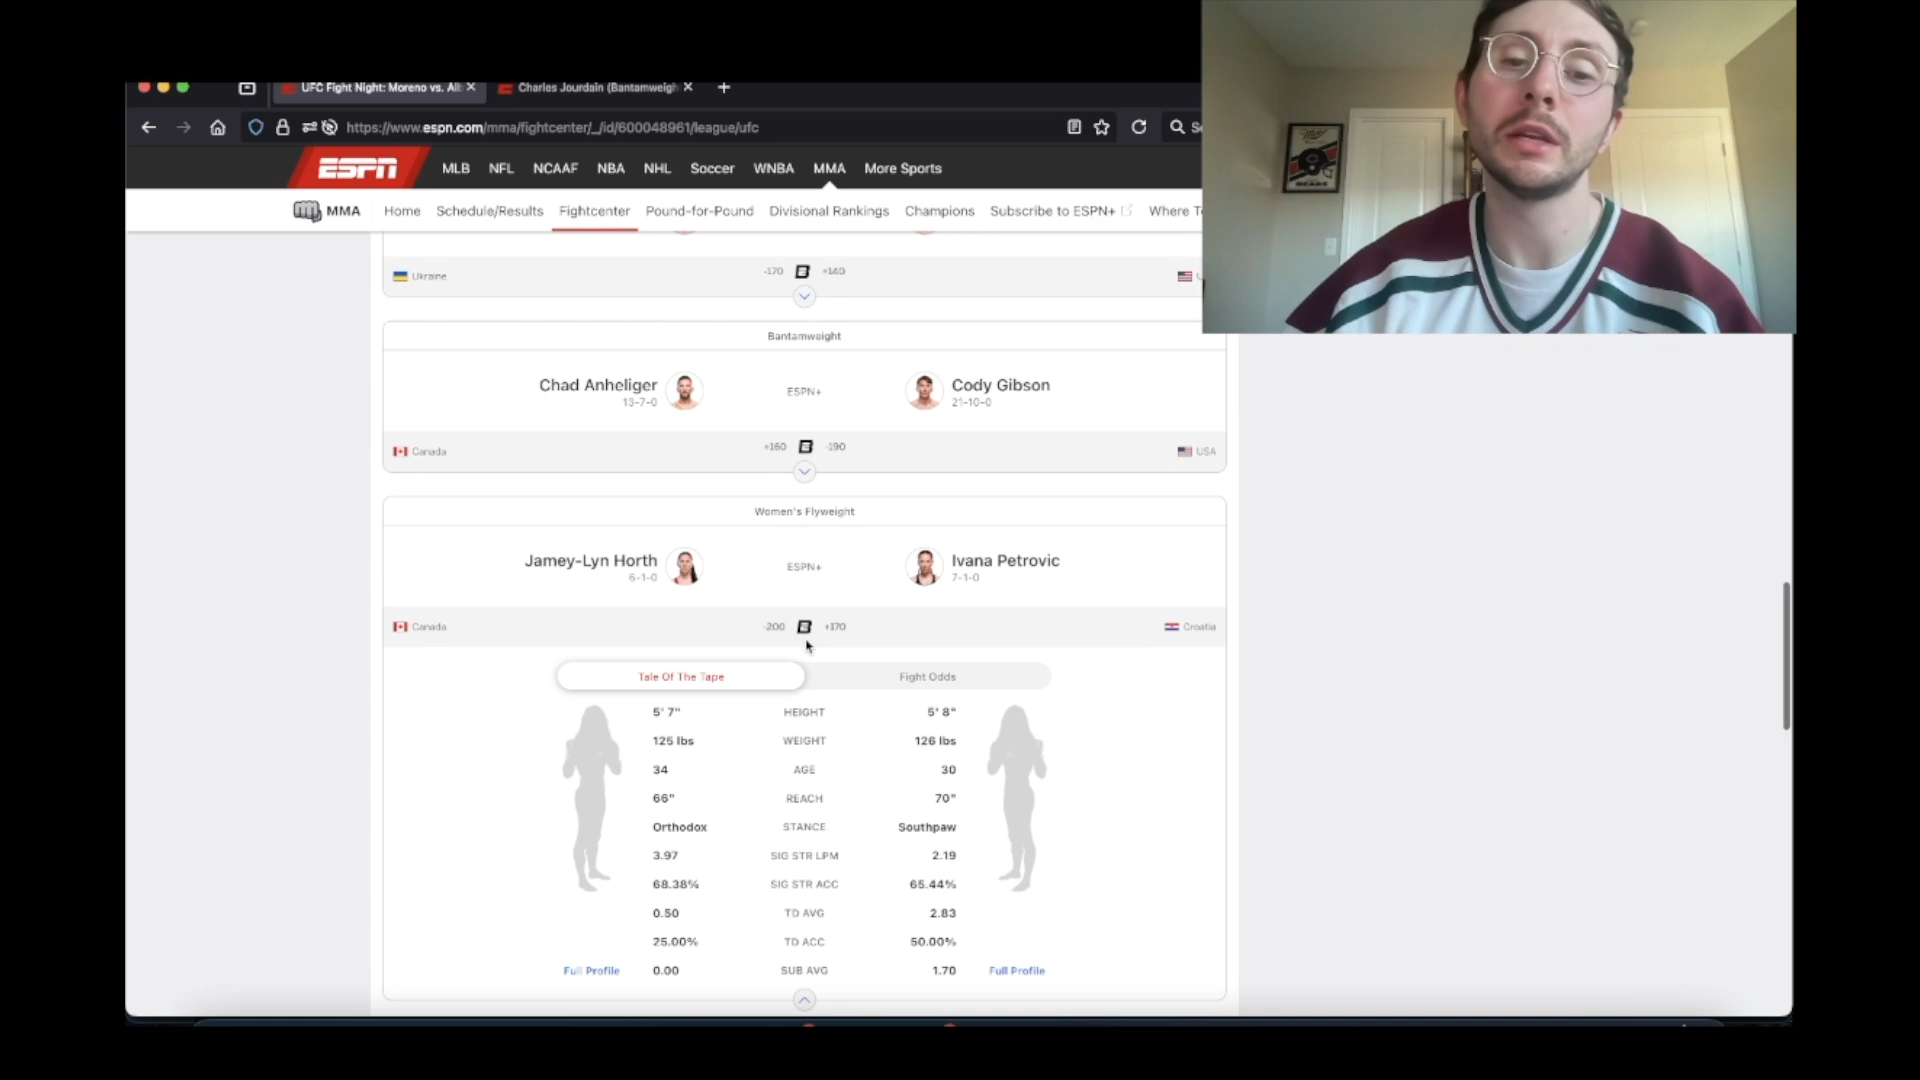 UFC Fight Night: Moreno vs. Alb
Charles Jourdain (Bantamweigh
https://www.espn.com/mma/fightcenter/_/id/600048961/league/ufc
ESPN MLB NFL NCAAF NBA NHL Soccer WNBA MMA More Sports
MMA Home Schedule/Results Fightcenter Pound-for-Pound Divisional Rankings Champions Subscribe to ESPN+ Where T
Ukraine -170 B +140
Bantamweight
Chad Anheliger ESPN+ Cody Gibson
13-7-0 21-10-0
Canada +160 B -190 USA
Women's Flyweight
Jamey-Lyn Horth ESPN+ Ivana Petrovic
6-1-0 7-1-0
Canada -200 B +170 Croatia
Tale Of The Tape Fight Odds
5' 7" HEIGHT 5' 8"
125 lbs WEIGHT 126 lbs
34 AGE 30
66" REACH 70"
Orthodox STANCE Southpaw
3.97 SIG STR LPM 2.19
68.38% SIG STR ACC 65.44%
0.50 TD AVG 2.83
25.00% TD ACC 50.00%
Full Profile 0.00 SUB AVG 1.70 Full Profile
BEARS